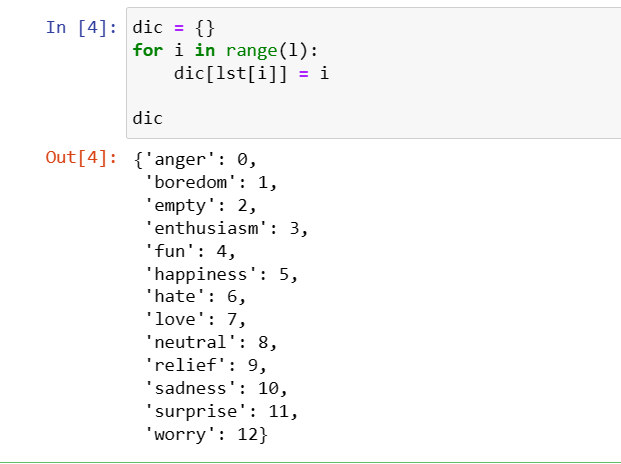 In [4]: dic = {}
for i in range(l):
    dic[lst[i]] = i

dic
Out[4]: {'anger': 0,
 'boredom': 1,
 'empty': 2,
 'enthusiasm': 3,
 'fun': 4,
 'happiness': 5,
 'hate': 6,
 'love': 7,
 'neutral': 8,
 'relief': 9,
 'sadness': 10,
 'surprise': 11,
 'worry': 12}